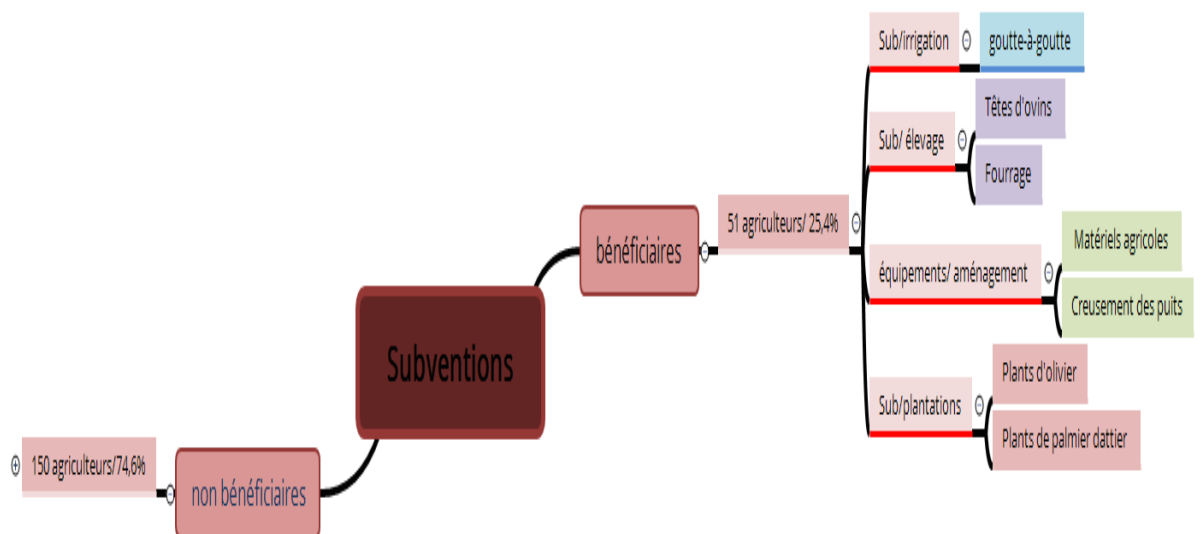 Subventions
bénéficiaires
51 agriculteurs/ 25,4%
Sub/irrigation
goutte-à-goutte
Sub/ élevage
Têtes d'ovins
Fourrage
équipements/ aménagement
Matériels agricoles
Creusement des puits
Sub/plantations
Plants d'olivier
Plants de palmier dattier
non bénéficiaires
150 agriculteurs/74,6%